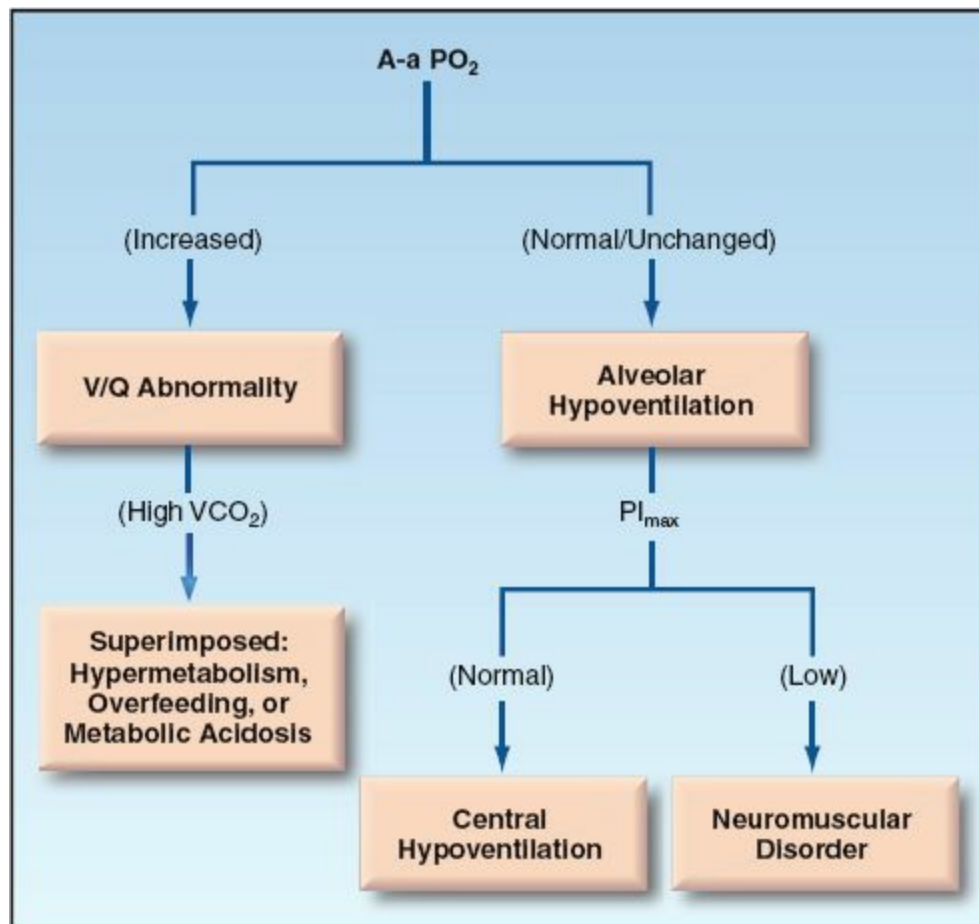 A-a PO₂
(Increased)
(Normal/Unchanged)
V/Q Abnormality
Alveolar
Hypoventilation
(High VCO₂)
PImax
Superimposed:
Hypermetabolism,
Overfeeding, or
Metabolic Acidosis
(Normal)
(Low)
Central
Hypoventilation
Neuromuscular
Disorder